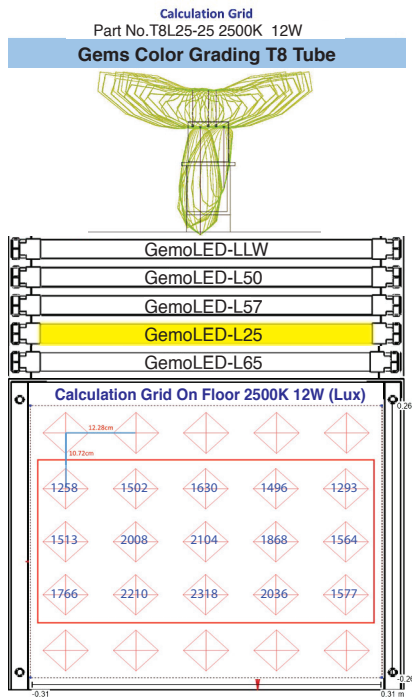 Calculation Grid
Part No.T8L25-25 2500K 12W
Gems Color Grading T8 Tube
GemoLED-LLW
GemoLED-L50
GemoLED-L57
GemoLED-L25
GemoLED-L65
Calculation Grid On Floor 2500K 12W (Lux)
0.26
12.28cm
10.72cm
1258 1502 1630 1496 1293
1513 2008 2104 1868 1564
1766 2210 2318 2036 1577
-0.26
-0.31 0.31 m